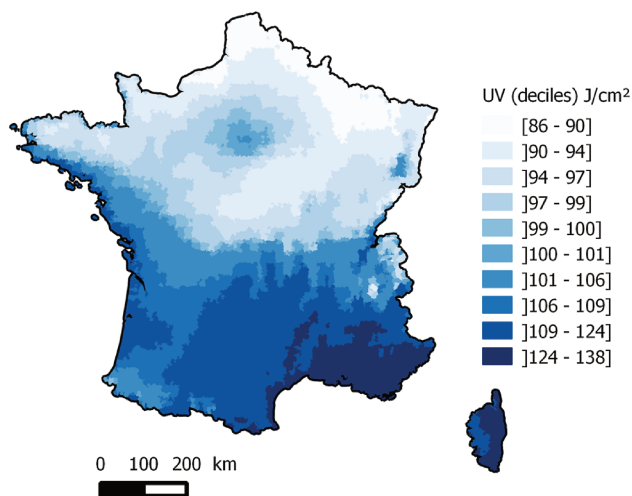 UV (deciles) J/cm²
[86 - 90]
]90 - 94]
]94 - 97]
]97 - 99]
]99 - 100]
]100 - 101]
]101 - 106]
]106 - 109]
]109 - 124]
]124 - 138]
0 100 200 km